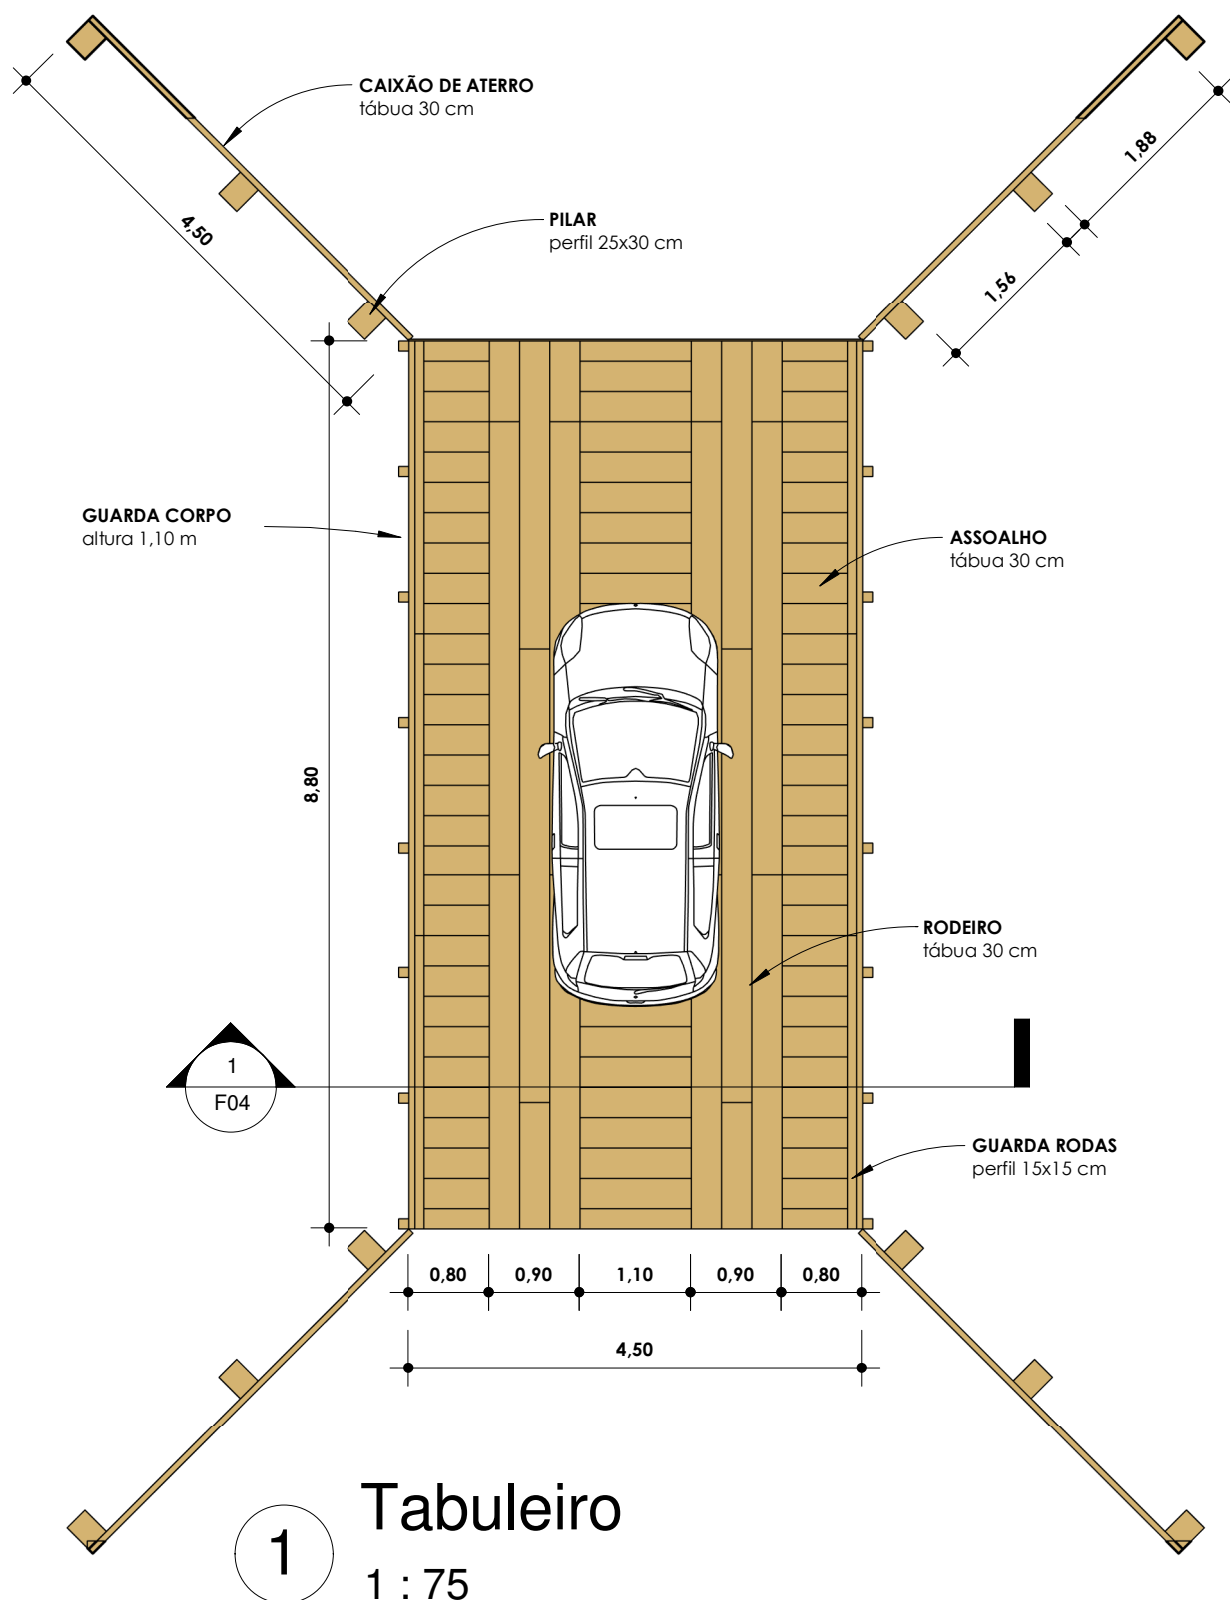 CAIXÃO DE ATERRO
tábua 30 cm
1,88
4,50
PILAR
perfil 25x30 cm
1,56
GUARDA CORPO
altura 1,10 m
ASSOALHO
tábua 30 cm
8,80
RODEIRO
tábua 30 cm
1
F04
GUARDA RODAS
perfil 15x15 cm
0,80 0,90 1,10 0,90 0,80
4,50
1
Tabuleiro
1 : 75